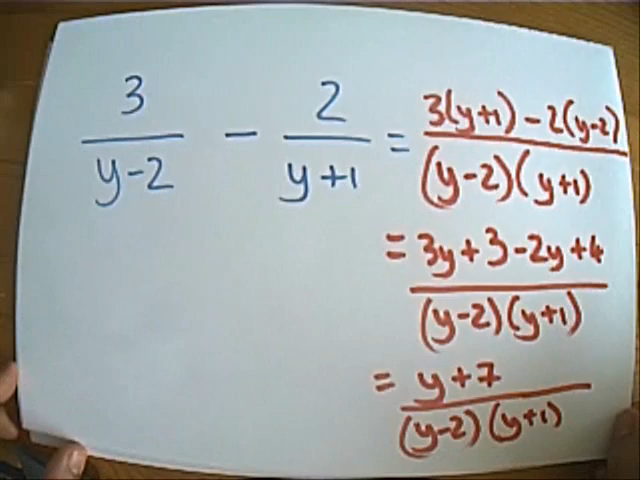 3/(y-2) - 2/(y+1) = (3(y+1) - 2(y-2))/((y-2)(y+1))
= (3y+3-2y+4)/((y-2)(y+1))
= (y+7)/((y-2)(y+1))